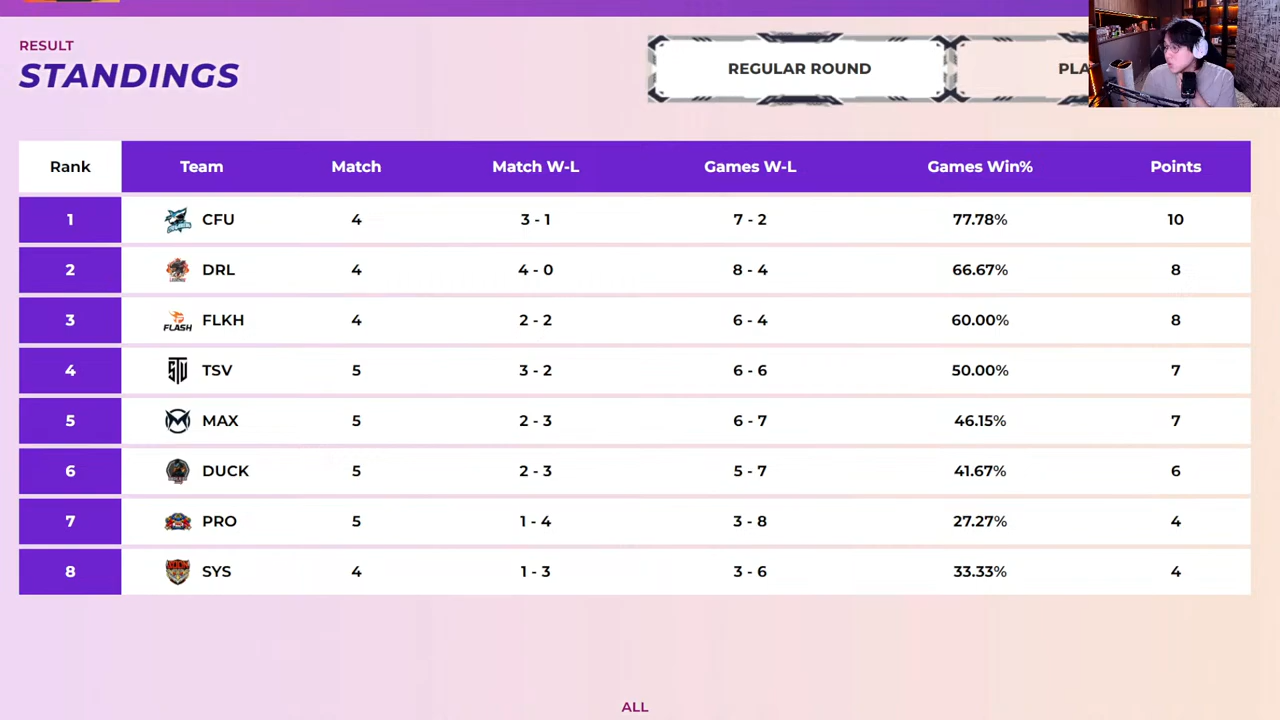 RESULT
STANDINGS
REGULAR ROUND
Rank Team Match Match W-L Games W-L Games Win% Points
1 CFU 4 3 - 1 7 - 2 77.78% 10
2 DRL 4 4 - 0 8 - 4 66.67% 8
3 FLASH FLKH 4 2 - 2 6 - 4 60.00% 8
4 STV TSV 5 3 - 2 6 - 6 50.00% 7
5 MAX 5 2 - 3 6 - 7 46.15% 7
6 DUCK 5 2 - 3 5 - 7 41.67% 6
7 PRO 5 1 - 4 3 - 8 27.27% 4
8 SYS 4 1 - 3 3 - 6 33.33% 4
ALL